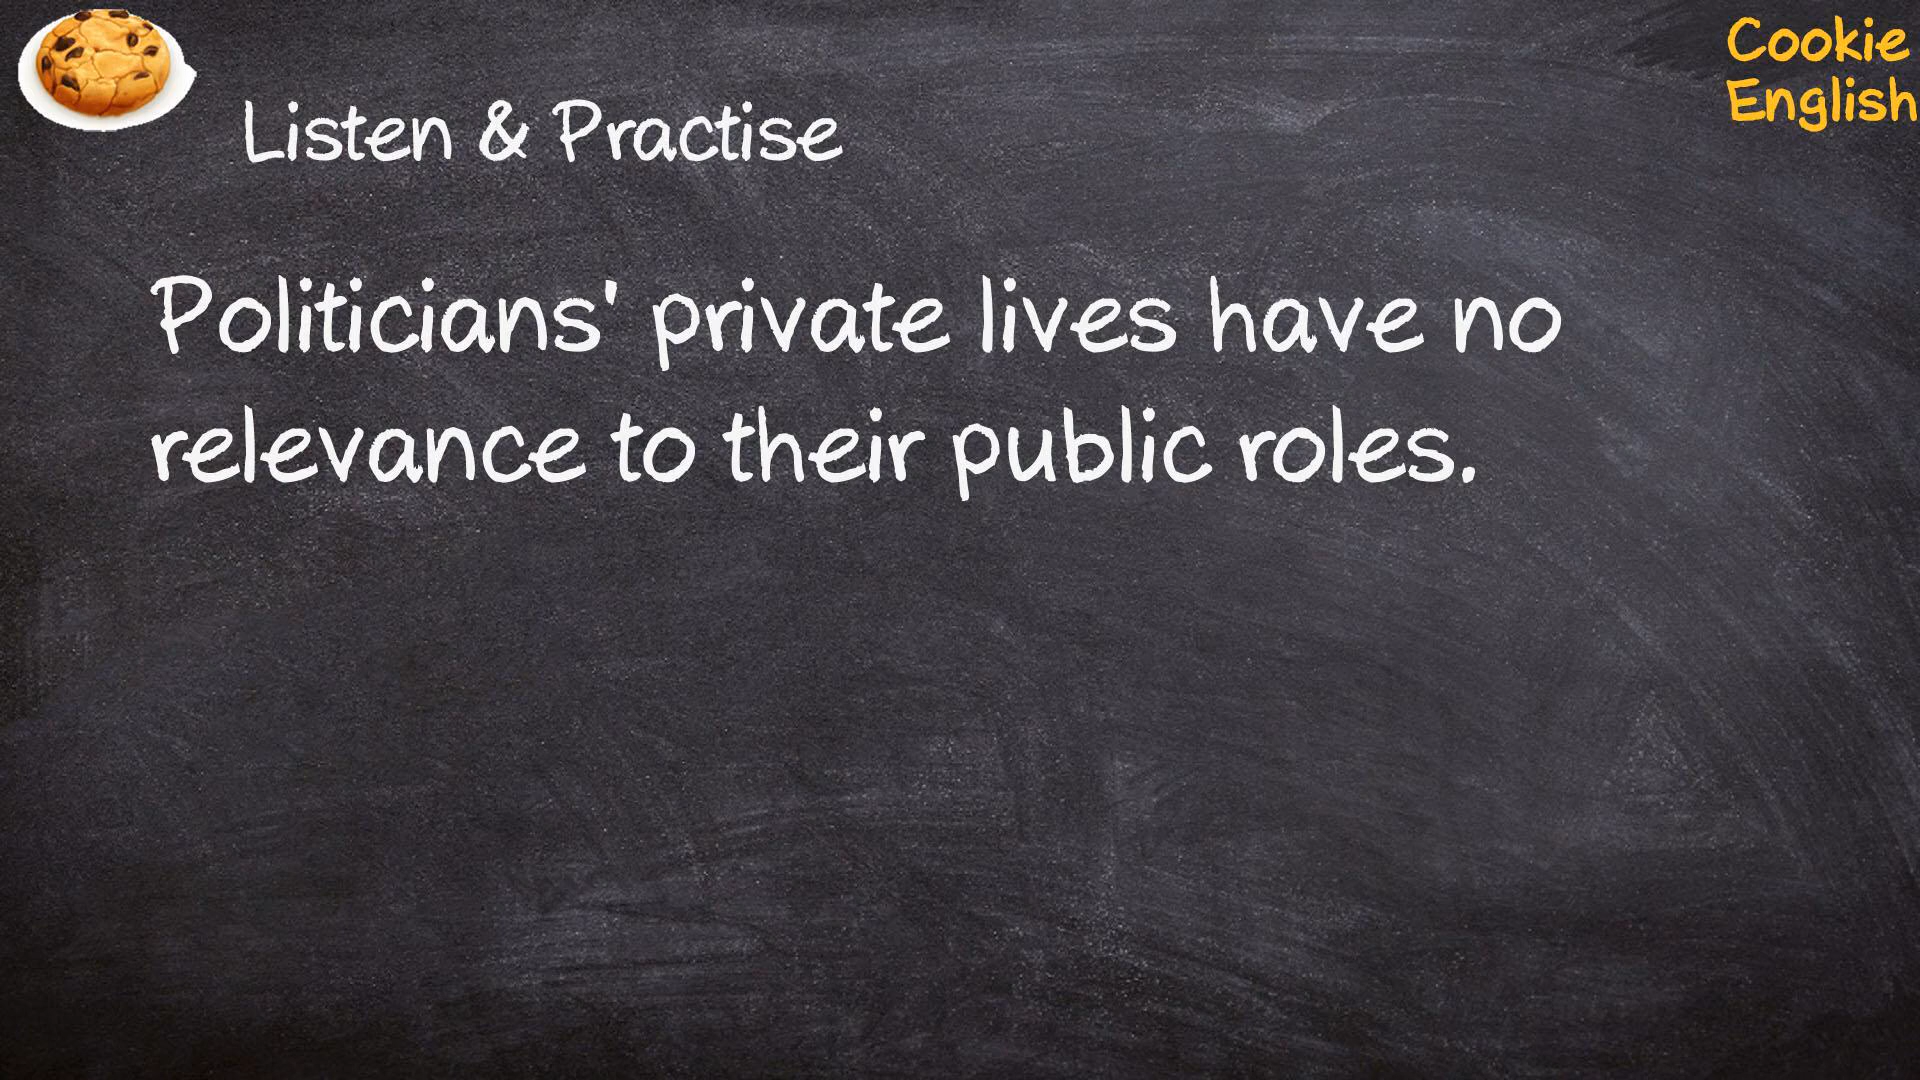 Cookie
English
Listen & Practise
Politicians' private lives have no
relevance to their public roles.